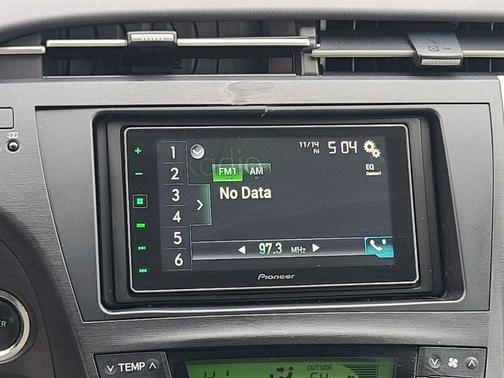 1
11/14
Fri
5 04
2
FM1
AM
EQ
Radio
3
No Data
4
5
97.3 MHz
6
Pioneer
TEMP
OUTSIDE